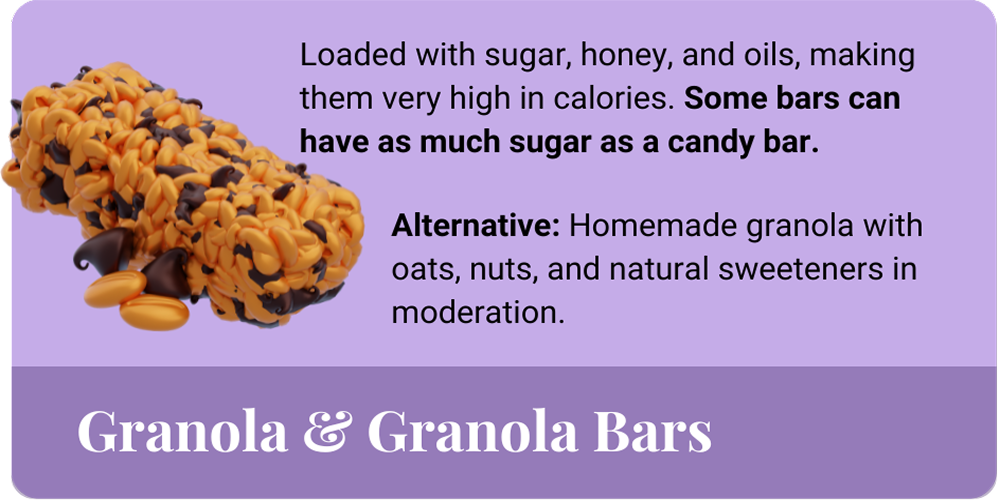 Loaded with sugar, honey, and oils, making
them very high in calories. Some bars can
have as much sugar as a candy bar.
Alternative: Homemade granola with
oats, nuts, and natural sweeteners in
moderation.
Granola & Granola Bars